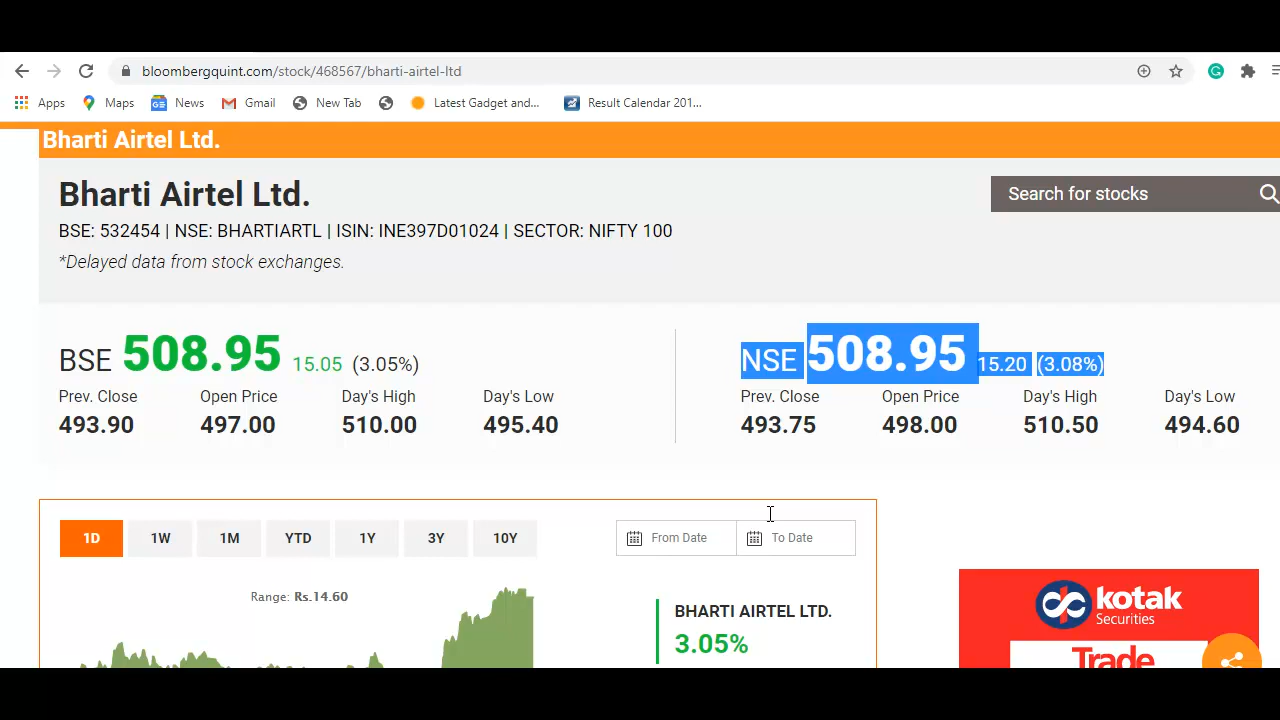 bloombergquint.com/stock/468567/bharti-airtel-ltd
Apps Maps News Gmail New Tab Latest Gadget and... Result Calendar 201...
Bharti Airtel Ltd.
Bharti Airtel Ltd.
Search for stocks
BSE: 532454 | NSE: BHARTIARTL | ISIN: INE397D01024 | SECTOR: NIFTY 100
*Delayed data from stock exchanges.
BSE 508.95 15.05 (3.05%)
Prev. Close Open Price Day's High Day's Low
493.90 497.00 510.00 495.40
NSE 508.95 15.20 (3.08%)
Prev. Close Open Price Day's High Day's Low
493.75 498.00 510.50 494.60
1D 1W 1M YTD 1Y 3Y 10Y
From Date To Date
Range: Rs.14.60
BHARTI AIRTEL LTD.
3.05%
kotak
Securities
Trade